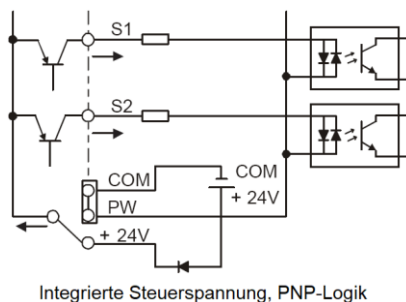 S1
S2
COM
COM
PW
+ 24V
+ 24V
Integrierte Steuerspannung, PNP-Logik